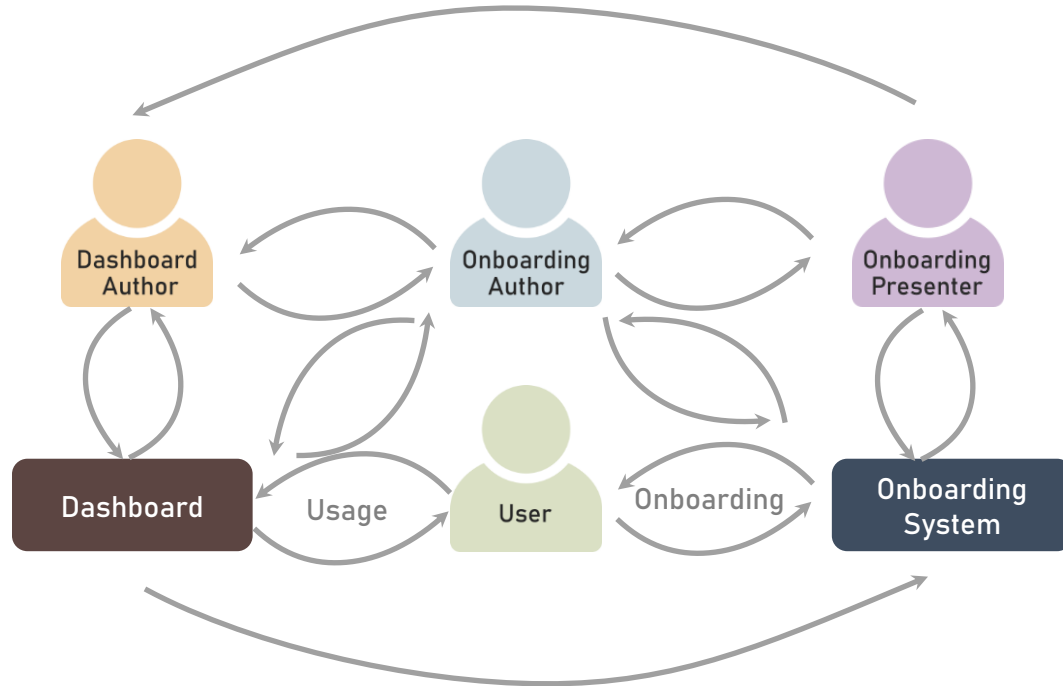 Dashboard
Author
Onboarding
Author
Onboarding
Presenter
Dashboard
Usage
User
Onboarding
Onboarding
System